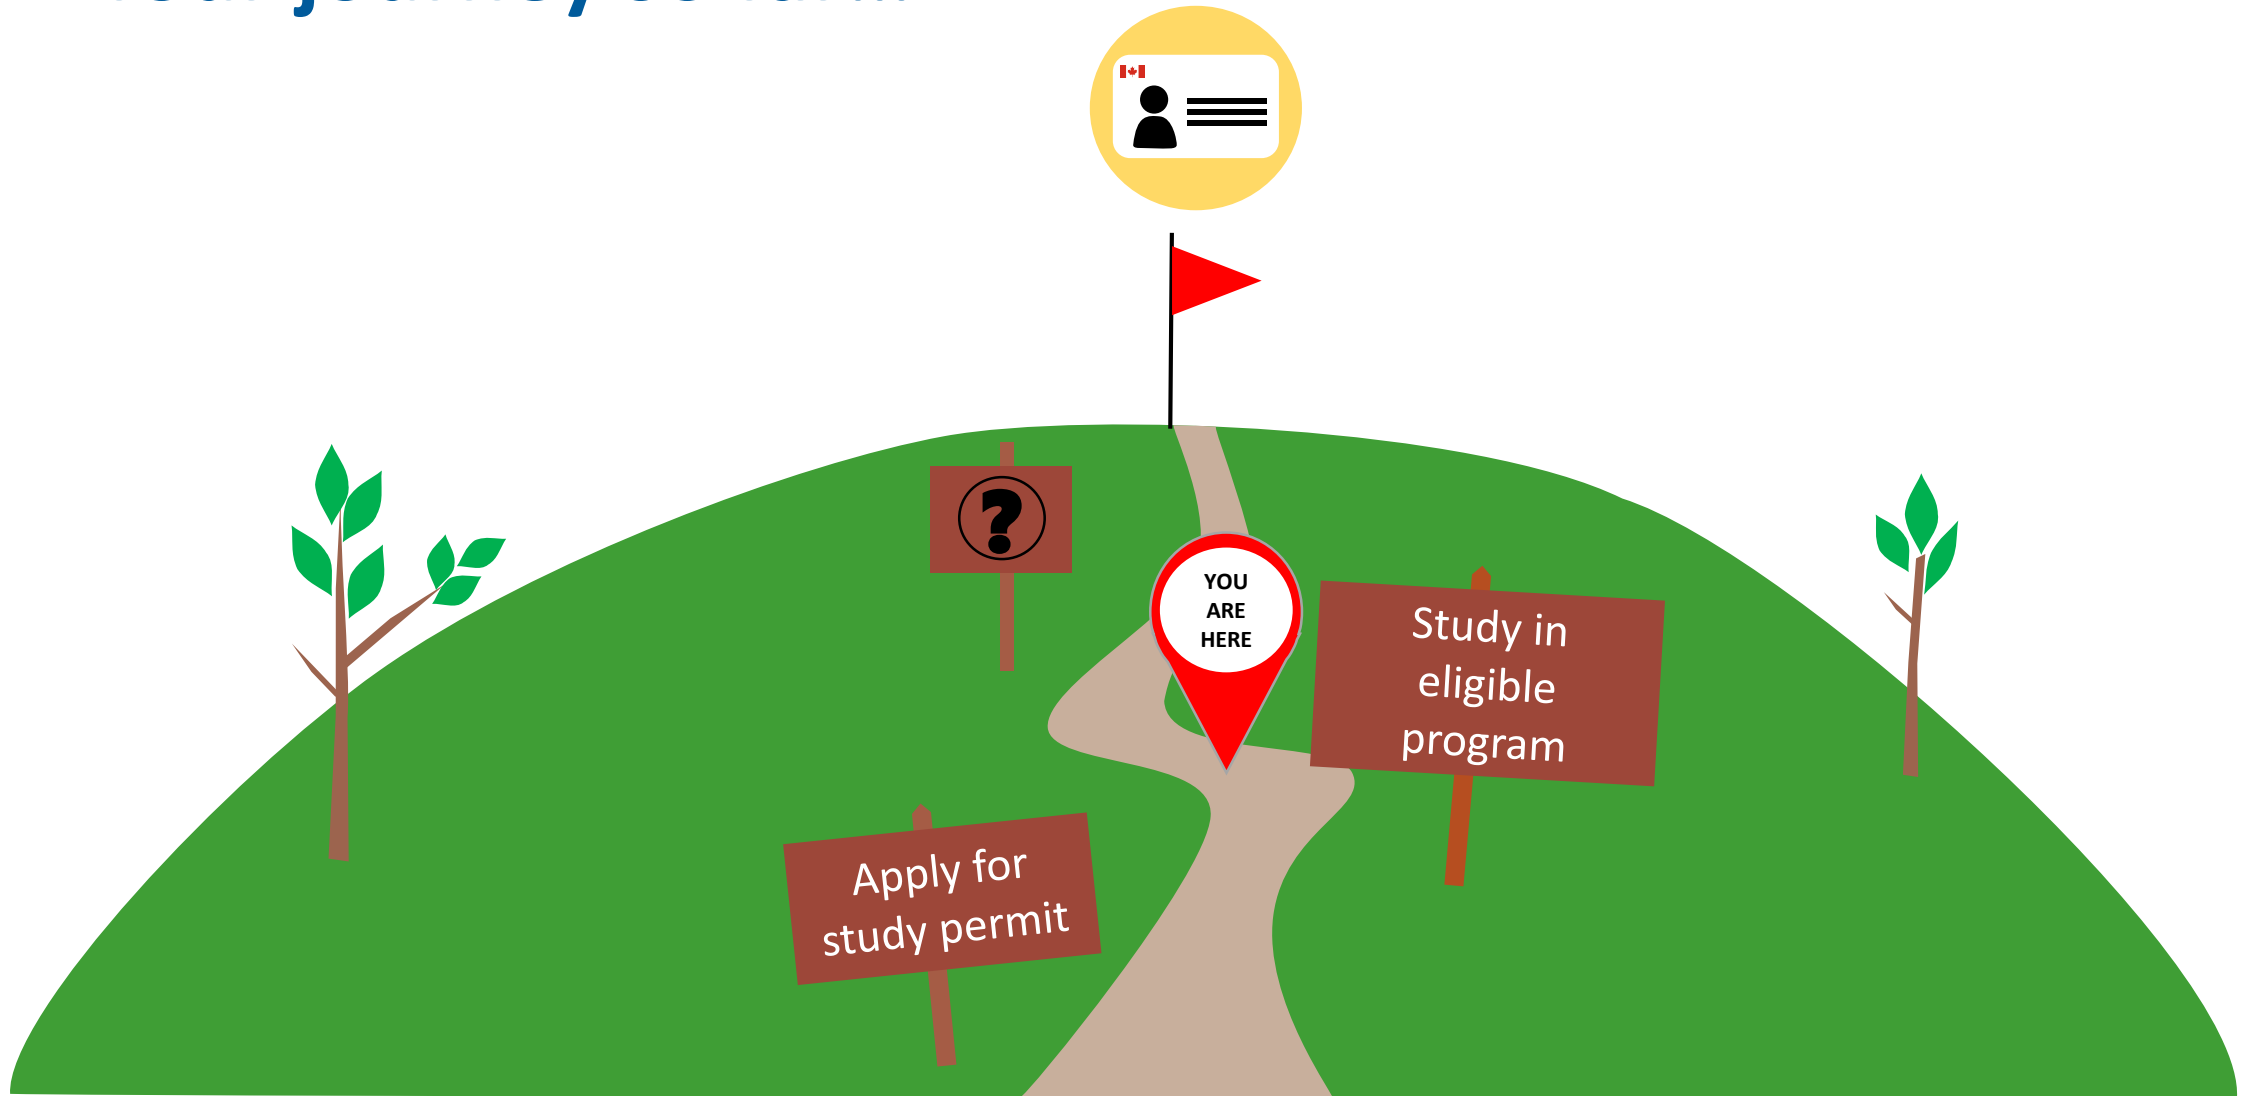 ?
YOU
ARE
HERE
Study in
eligible
program
Apply for
study permit